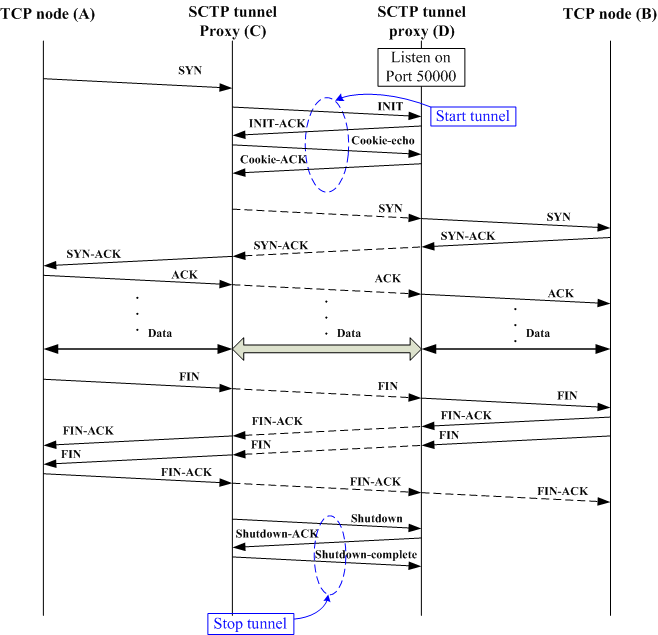 TCP node (A)
SCTP tunnel
Proxy (C)
SCTP tunnel
proxy (D)
TCP node (B)
Listen on
Port 50000
SYN
INIT
Start tunnel
INIT-ACK
Cookie-echo
Cookie-ACK
SYN
SYN
SYN-ACK
SYN-ACK
SYN-ACK
ACK
ACK
ACK
Data
Data
Data
FIN
FIN
FIN
FIN-ACK
FIN-ACK
FIN-ACK
FIN
FIN
FIN
FIN-ACK
FIN-ACK
FIN-ACK
Shutdown
Shutdown-ACK
Shutdown-complete
Stop tunnel